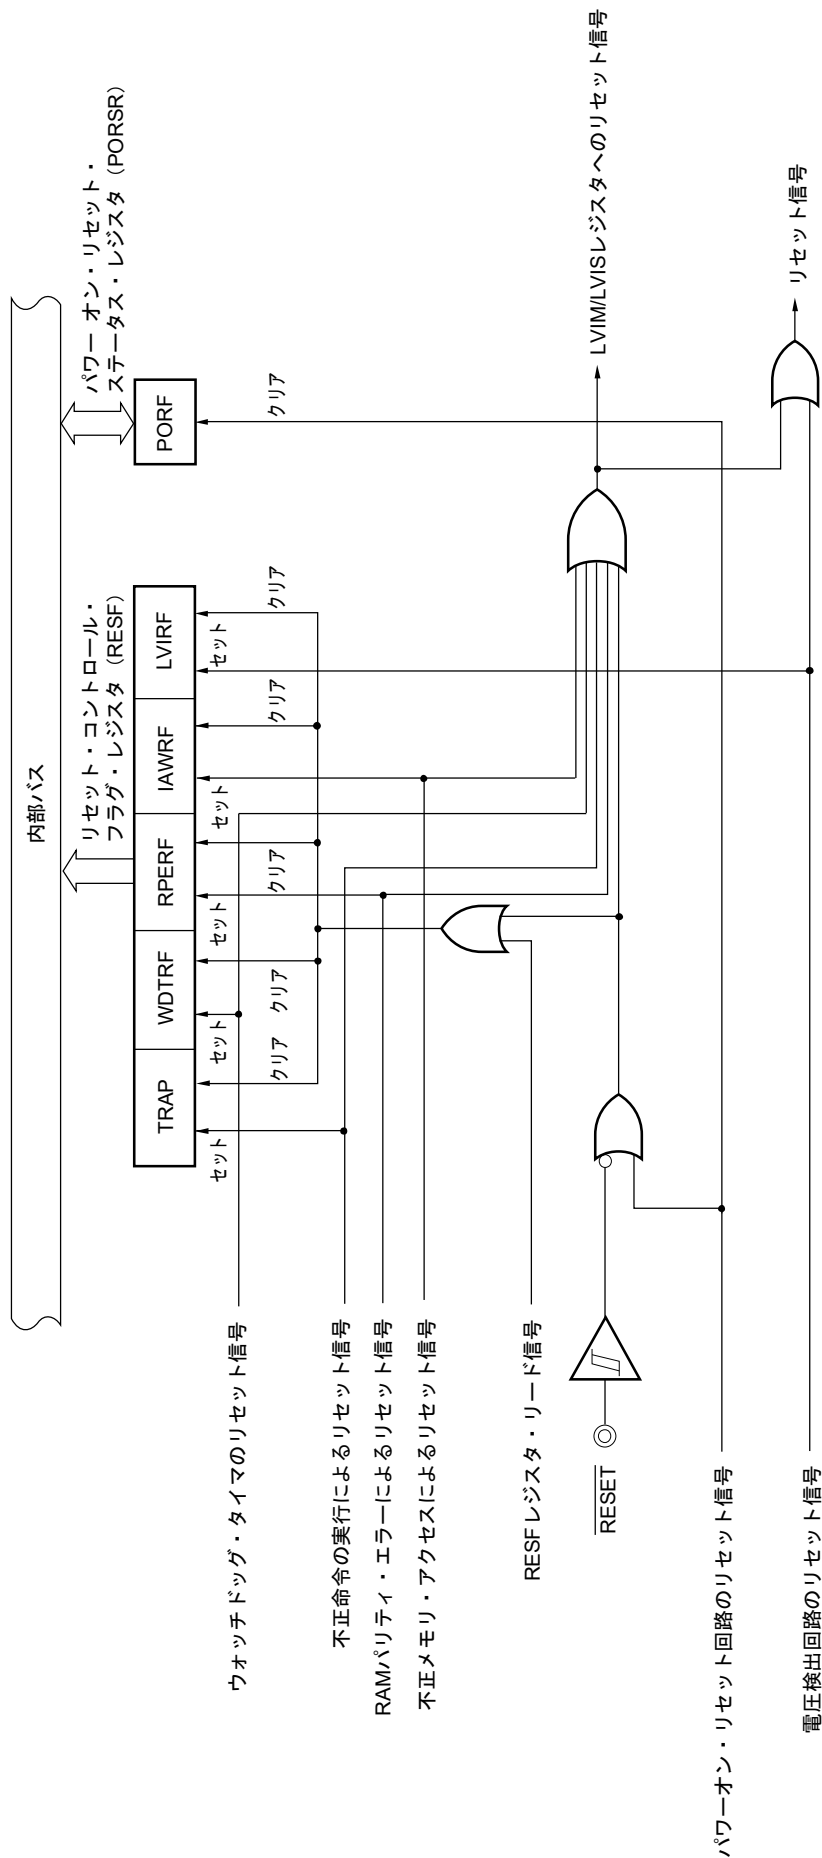 内部バス
リセット・コントロール・
フラグ・レジスタ（RESF）
パワー オン・リセット・
ステータス・レジスタ（PORSR）
TRAP
WDTRF
RPERF
IAWRF
LVIRF
PORF
セット
クリア
セット
クリア
セット
クリア
セット
クリア
セット
クリア
クリア
ウォッチドッグ・タイマのリセット信号
不正命令の実行によるリセット信号
RAMパリティ・エラーによるリセット信号
不正メモリ・アクセスによるリセット信号
RESFレジスタ・リード信号
RESET
パワーオン・リセット回路のリセット信号
電圧検出回路のリセット信号
LVIM/LVISレジスタへのリセット信号
リセット信号